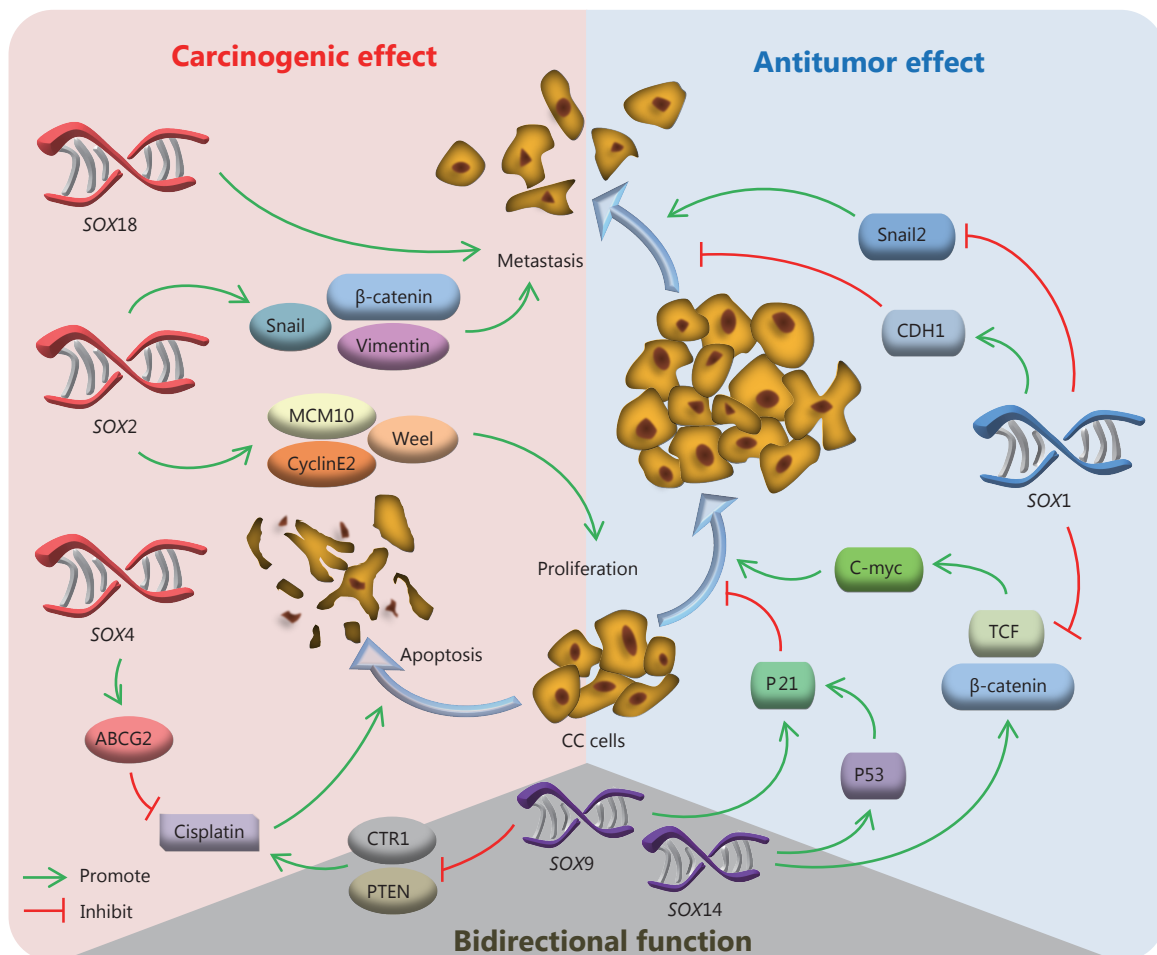 Carcinogenic effect
Antitumor effect
SOX18
Metastasis
Snail2
β-catenin
Snail
Vimentin
CDH1
SOX2
MCM10
Weel
CyclinE2
SOX1
SOX4
Proliferation
C-myc
Apoptosis
TCF
P21
β-catenin
ABCG2
CC cells
P53
Cisplatin
CTR1
SOX9
PTEN
SOX14
Promote
Inhibit
Bidirectional function